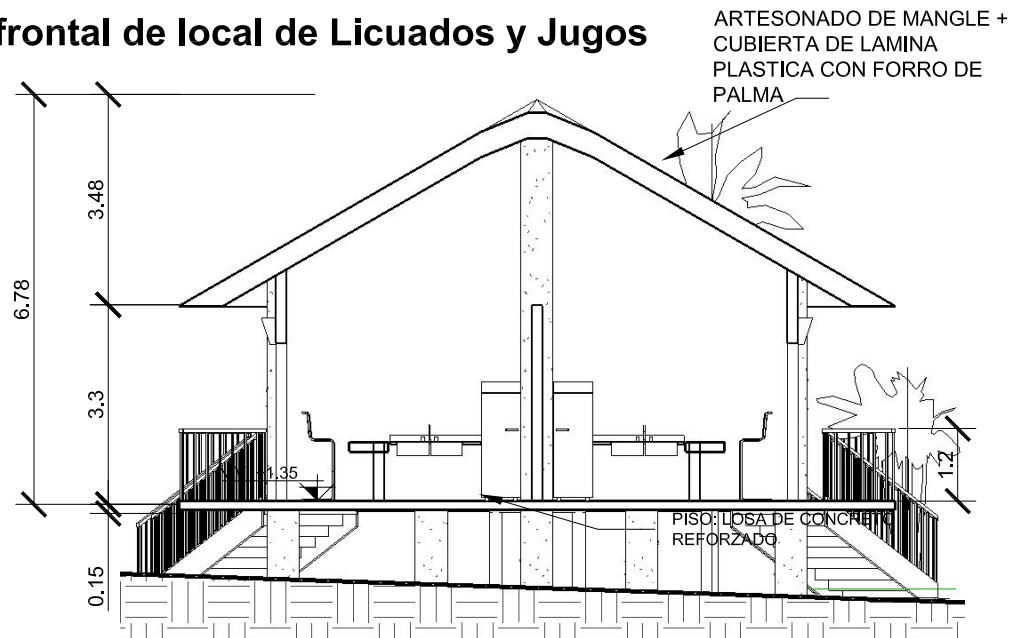 frontal de local de Licuados y Jugos
ARTESONADO DE MANGLE +
CUBIERTA DE LAMINA
PLASTICA CON FORRO DE
PALMA
3.48
6.78
3.3
1.2
1.35
PISO: LOSA DE CONCRETO
REFORZADO
0.15